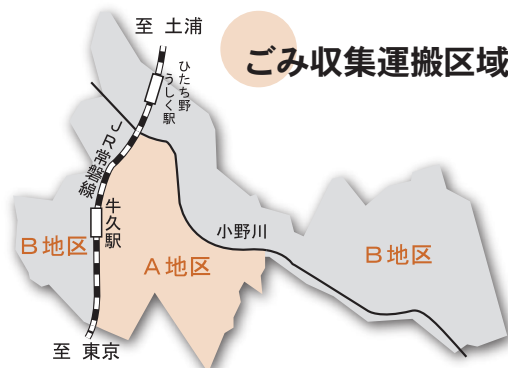 至 土浦
ごみ収集運搬区域
ひたち野
うしく駅
JR常磐線
牛久駅
小野川
B地区
A地区
B地区
至 東京